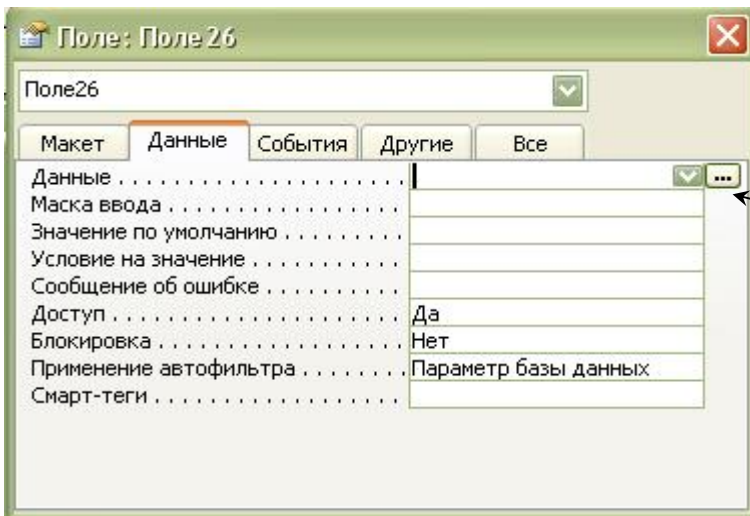 Поле: Поле26
Поле26
Макет Данные События Другие Все
Данные . . . . . . . . . . . . . . . . . . . . . .
Маска ввода . . . . . . . . . . . . . . . . . .
Значение по умолчанию . . . . . . . . .
Условие на значение . . . . . . . . . . .
Сообщение об ошибке . . . . . . . . . .
Доступ . . . . . . . . . . . . . . . . . . . . . . Да
Блокировка . . . . . . . . . . . . . . . . . . Нет
Применение автофильтра . . . . . . . . Параметр базы данных
Смарт-теги . . . . . . . . . . . . . . . . . .